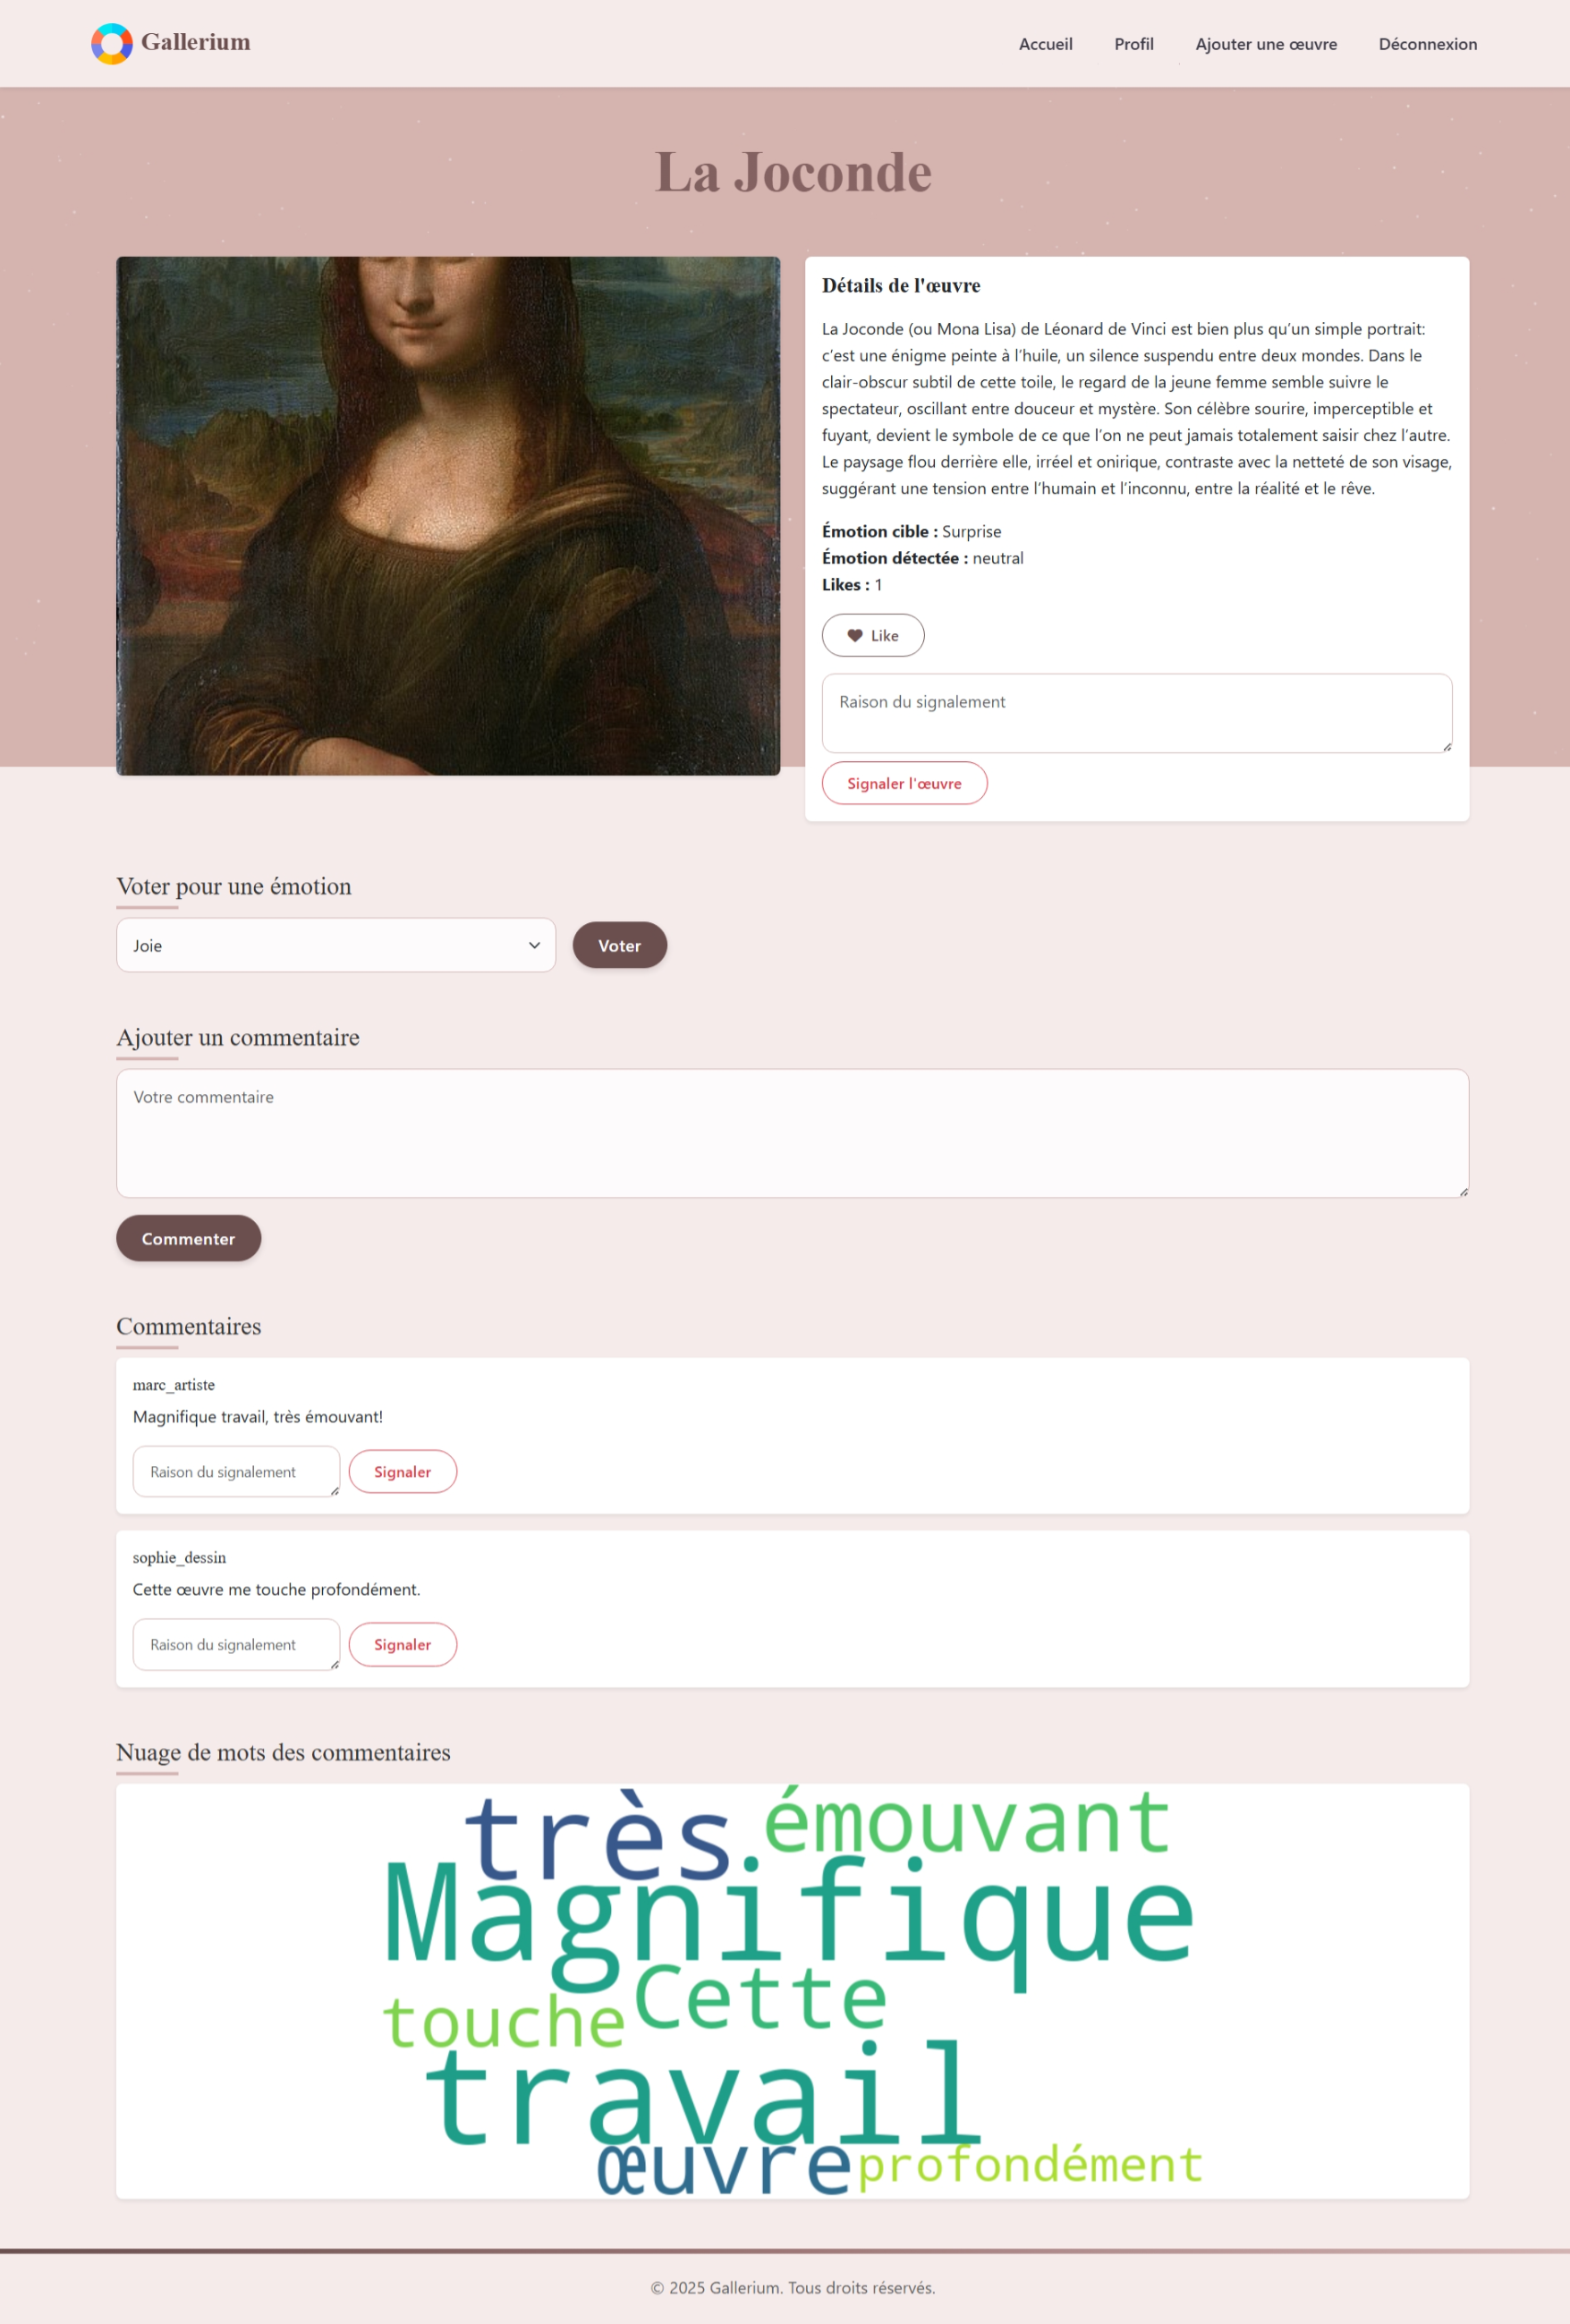 Gallerium
Accueil
Profil
Ajouter une œuvre
Déconnexion
La Joconde
Détails de l'œuvre
La Joconde (ou Mona Lisa) de Léonard de Vinci est bien plus qu’un simple portrait:
c’est une énigme peinte à l’huile, un silence suspendu entre deux mondes. Dans le
clair-obscur subtil de cette toile, le regard de la jeune femme semble suivre le
spectateur, oscillant entre douceur et mystère. Son célèbre sourire, imperceptible et
fuyant, devient le symbole de ce que l’on ne peut jamais totalement saisir chez l’autre.
Le paysage flou derrière elle, irréel et onirique, contraste avec la netteté de son visage,
suggérant une tension entre l’humain et l’inconnu, entre la réalité et le rêve.
Émotion cible : Surprise
Émotion détectée : neutral
Likes : 1
Like
Raison du signalement
Signaler l'œuvre
Voter pour une émotion
Joie
Voter
Ajouter un commentaire
Votre commentaire
Commenter
Commentaires
marc_artiste
Magnifique travail, très émouvant!
Raison du signalement
Signaler
sophie_dessin
Cette œuvre me touche profondément.
Raison du signalement
Signaler
Nuage de mots des commentaires
très
émouvant
Magnifique
Cette
touche
travail
œuvre
profondément
© 2025 Gallerium. Tous droits réservés.